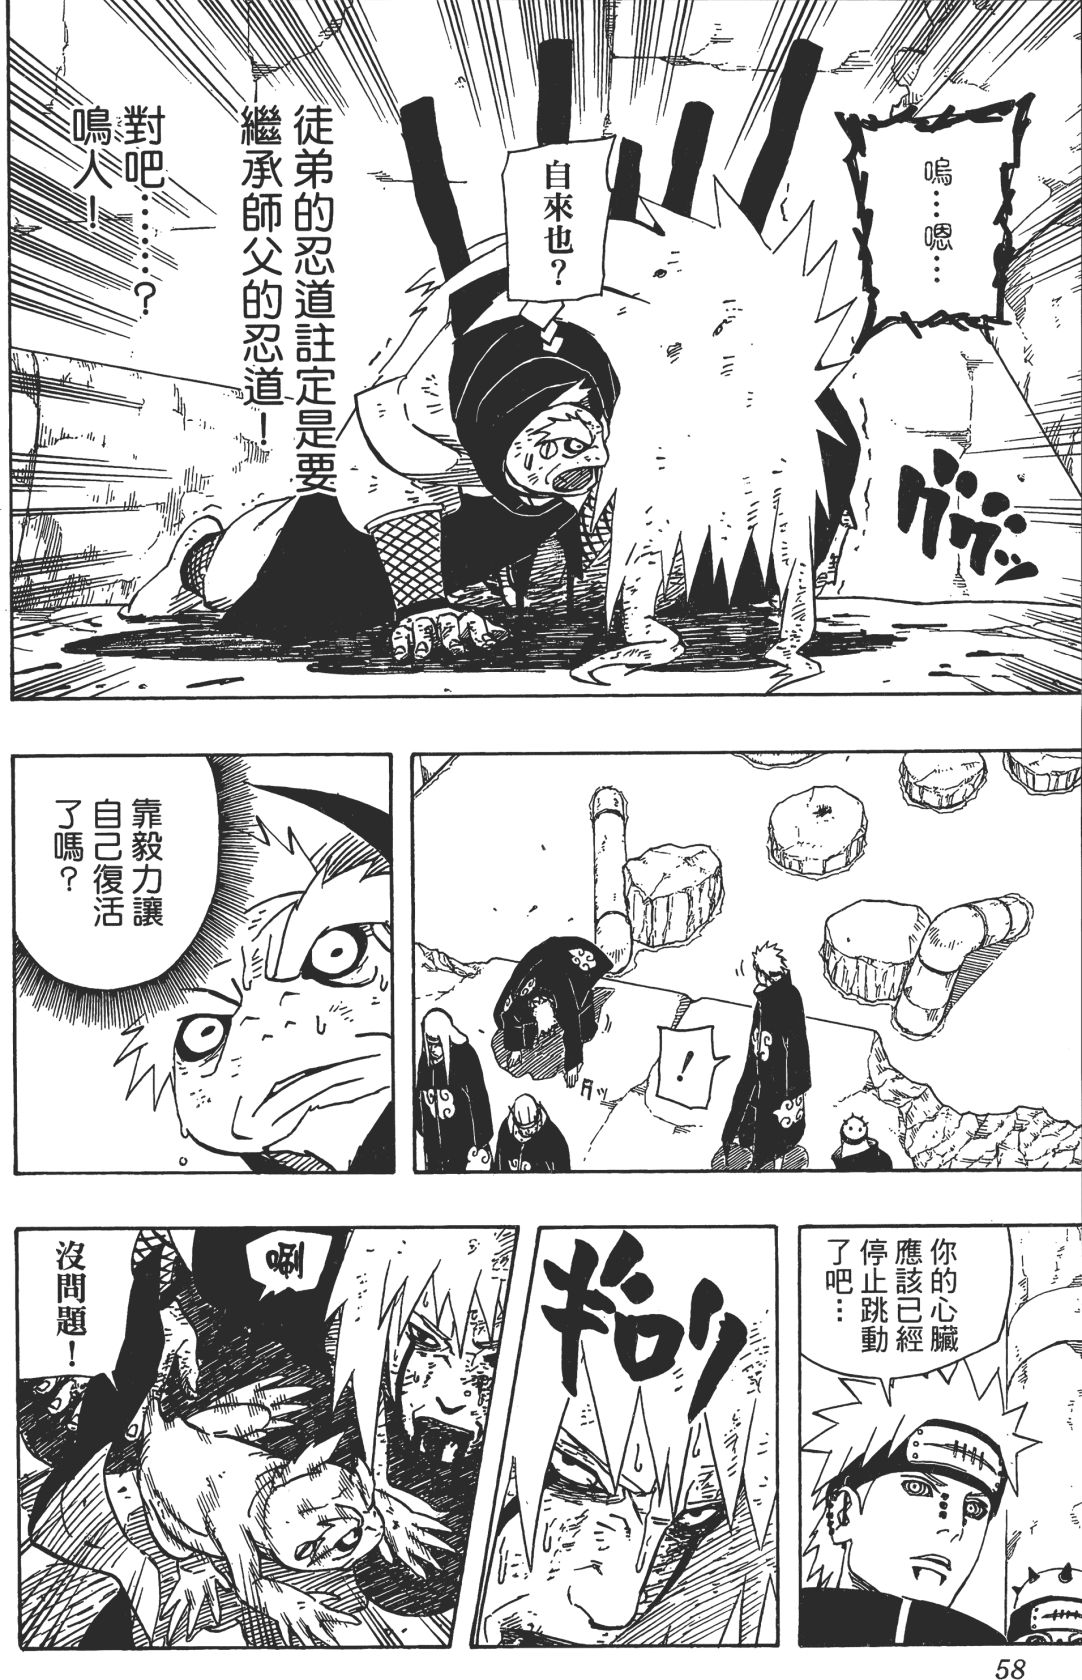 嗚…嗯…
自來也？
徒弟的忍道註定是要
繼承師父的忍道！
對吧……？
鳴人！
グググッ
！
タッ
靠毅力讓
自己復活
了嗎？
你的心臟
應該已經
停止跳動
了吧…
ギロリ
唰
沒問題！
58